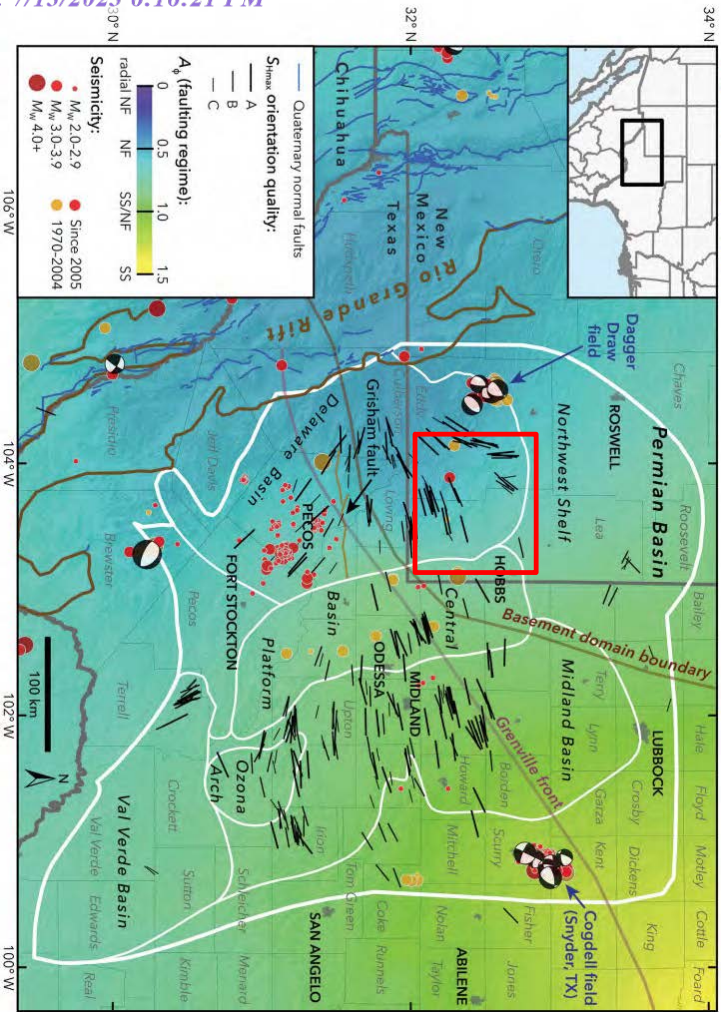 34°N
32°N
30°N
106°W
104°W
102°W
100°W
Quaternary normal faults
SHmax orientation quality:
A
B
C
Aϕ (faulting regime):
0
0.5
1.0
1.5
radial NF
NF
SS/NF
SS
Seismicity:
Mw 2.0-2.9
Mw 3.0-3.9
Mw 4.0+
Since 2005
1970-2004
Chaves
Roosevelt
Bailey
Hale
Floyd
Motley
Cottle
Foard
Permian Basin
ROSWELL
Lea
LUBBOCK
Crosby
Dickens
King
Northwest Shelf
Terry
Lynn
Garza
Kent
Dagger
Draw
field
Basement domain boundary
Midland Basin
Cogdell field
(Snyder, TX)
Otero
Eddy
HOBBS
Borden
Scurry
Fisher
Jones
Grenville front
New
Mexico
Texas
Central
Basin
Platform
MIDLAND
Howard
Mitchell
Nolan
Taylor
ABILENE
Rio Grande Rift
Culberson
Loving
Grisham fault
ODESSA
Hudspeth
Chihuahua
Delaware
Basin
PECOS
Upton
Irion
Tom Green
Coke
Runnels
SAN ANGELO
Jeff Davis
FORT STOCKTON
Pecos
Ozona
Arch
Crockett
Schleicher
Menard
Presidio
Brewster
Terrell
Sutton
Kimble
Val Verde Basin
Val Verde
Edwards
Real
100 km
N